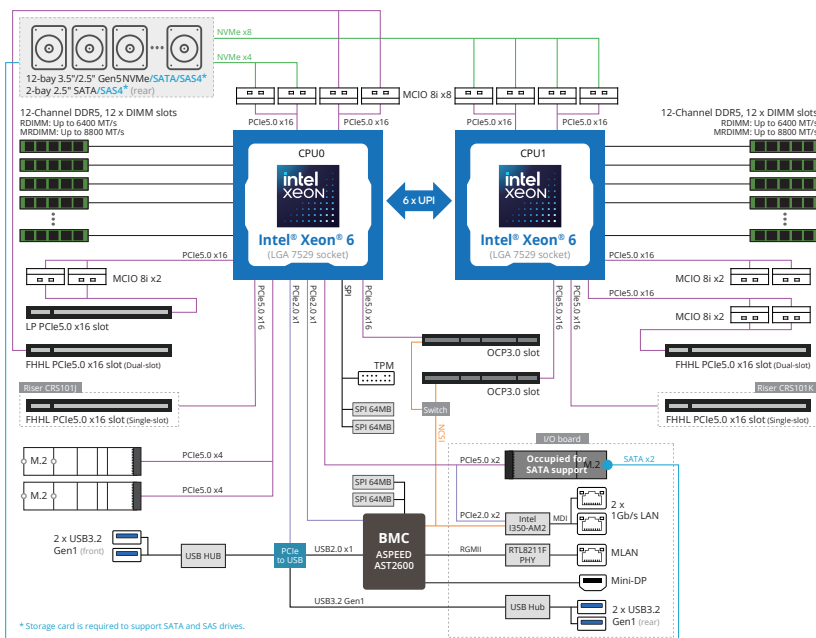 NVMe x8
NVMe x4
12-bay 3.5"/2.5" Gen5 NVMe/SATA/SAS4*
2-bay 2.5" SATA/SAS4* (rear)
MCIO 8i x8
12-Channel DDR5, 12 x DIMM slots
RDIMM: Up to 6400 MT/s
MRDIMM: Up to 8800 MT/s
PCIe5.0 x16
PCIe5.0 x16
PCIe5.0 x16
PCIe5.0 x16
12-Channel DDR5, 12 x DIMM slots
RDIMM: Up to 6400 MT/s
MRDIMM: Up to 8800 MT/s
CPU0
intel
XEON
Intel® Xeon® 6
(LGA 7529 socket)
6 x UPI
CPU1
intel
XEON
Intel® Xeon® 6
(LGA 7529 socket)
PCIe5.0 x16
MCIO 8i x2
LP PCIe5.0 x16 slot
FHHL PCIe5.0 x16 slot (Dual-slot)
Riser CRS101J
FHHL PCIe5.0 x16 slot (Single-slot)
PCIe5.0 x16
PCIe2.0 x1
PCIe2.0 x1
SPI
PCIe5.0 x16
PCIe5.0 x16
PCIe5.0 x16
PCIe5.0 x16
MCIO 8i x2
PCIe5.0 x16
MCIO 8i x2
FHHL PCIe5.0 x16 slot (Dual-slot)
Riser CRS101K
FHHL PCIe5.0 x16 slot (Single-slot)
OCP3.0 slot
OCP3.0 slot
TPM
SPI 64MB
SPI 64MB
Switch
NCSI
M.2
PCIe5.0 x4
M.2
PCIe5.0 x4
I/O board
PCIe5.0 x2
Occupied for
SATA support
M.2
SATA x2
SPI 64MB
SPI 64MB
PCIe2.0 x2
Intel
I350-AM2
MDI
2 x
1Gb/s LAN
BMC
ASPEED
AST2600
RGMII
RTL8211F
PHY
MLAN
Mini-DP
2 x USB3.2
Gen1 (front)
USB HUB
PCIe
to USB
USB2.0 x1
USB3.2 Gen1
USB Hub
2 x USB3.2
Gen1 (rear)
* Storage card is required to support SATA and SAS drives.